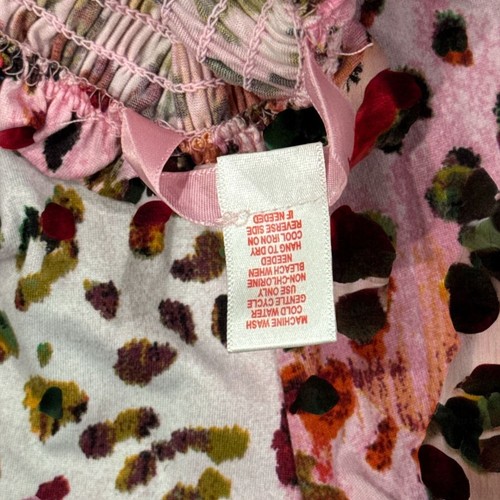 MACHINE WASH
COLD WATER
GENTLE CYCLE
USE ONLY
NON-CHLORINE
BLEACH WHEN
NEEDED
HANG TO DRY
COOL IRON ON
REVERSE SIDE
IF NEEDED